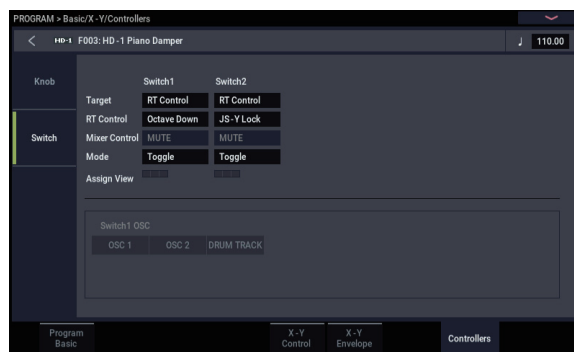 PROGRAM > Basic/X -Y/Controllers
HD-1 F003: HD -1 Piano Damper ♩ 110.00
Knob
Switch
Switch1 Switch2
Target RT Control RT Control
RT Control Octave Down JS -Y Lock
Mixer Control MUTE MUTE
Mode Toggle Toggle
Assign View
Switch1 OSC
OSC 1 OSC 2 DRUM TRACK
Program
Basic
X -Y
Control
X -Y
Envelope
Controllers